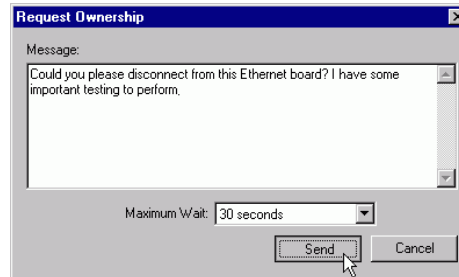 Request Ownership
Message:
Could you please disconnect from this Ethernet board? I have some
important testing to perform.
Maximum Wait: 30 seconds
Send Cancel